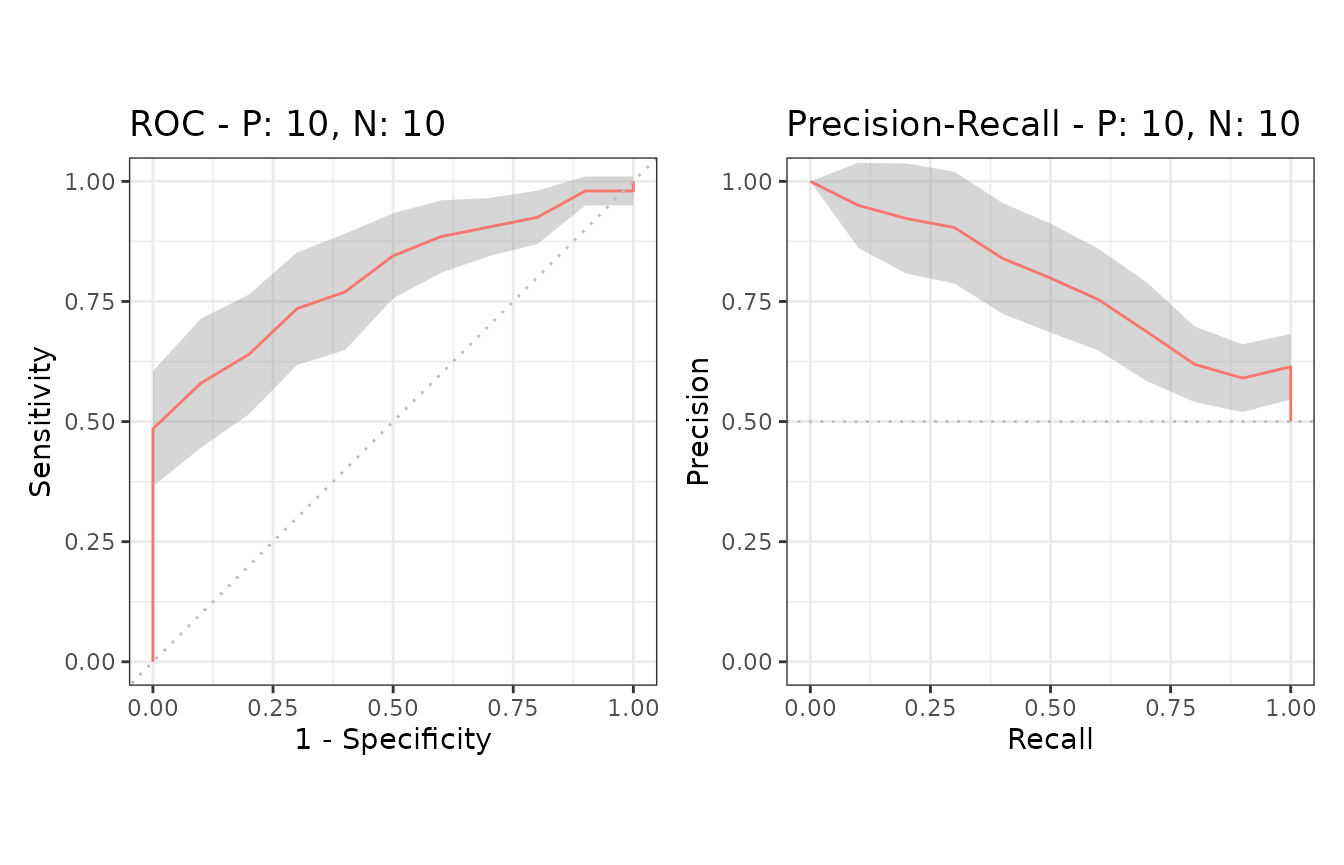 ROC - P: 10, N: 10
Sensitivity
1.00
0.75
0.50
0.25
0.00
0.00 0.25 0.50 0.75 1.00
1 - Specificity
Precision-Recall - P: 10, N: 10
Precision
1.00
0.75
0.50
0.25
0.00
0.00 0.25 0.50 0.75 1.00
Recall